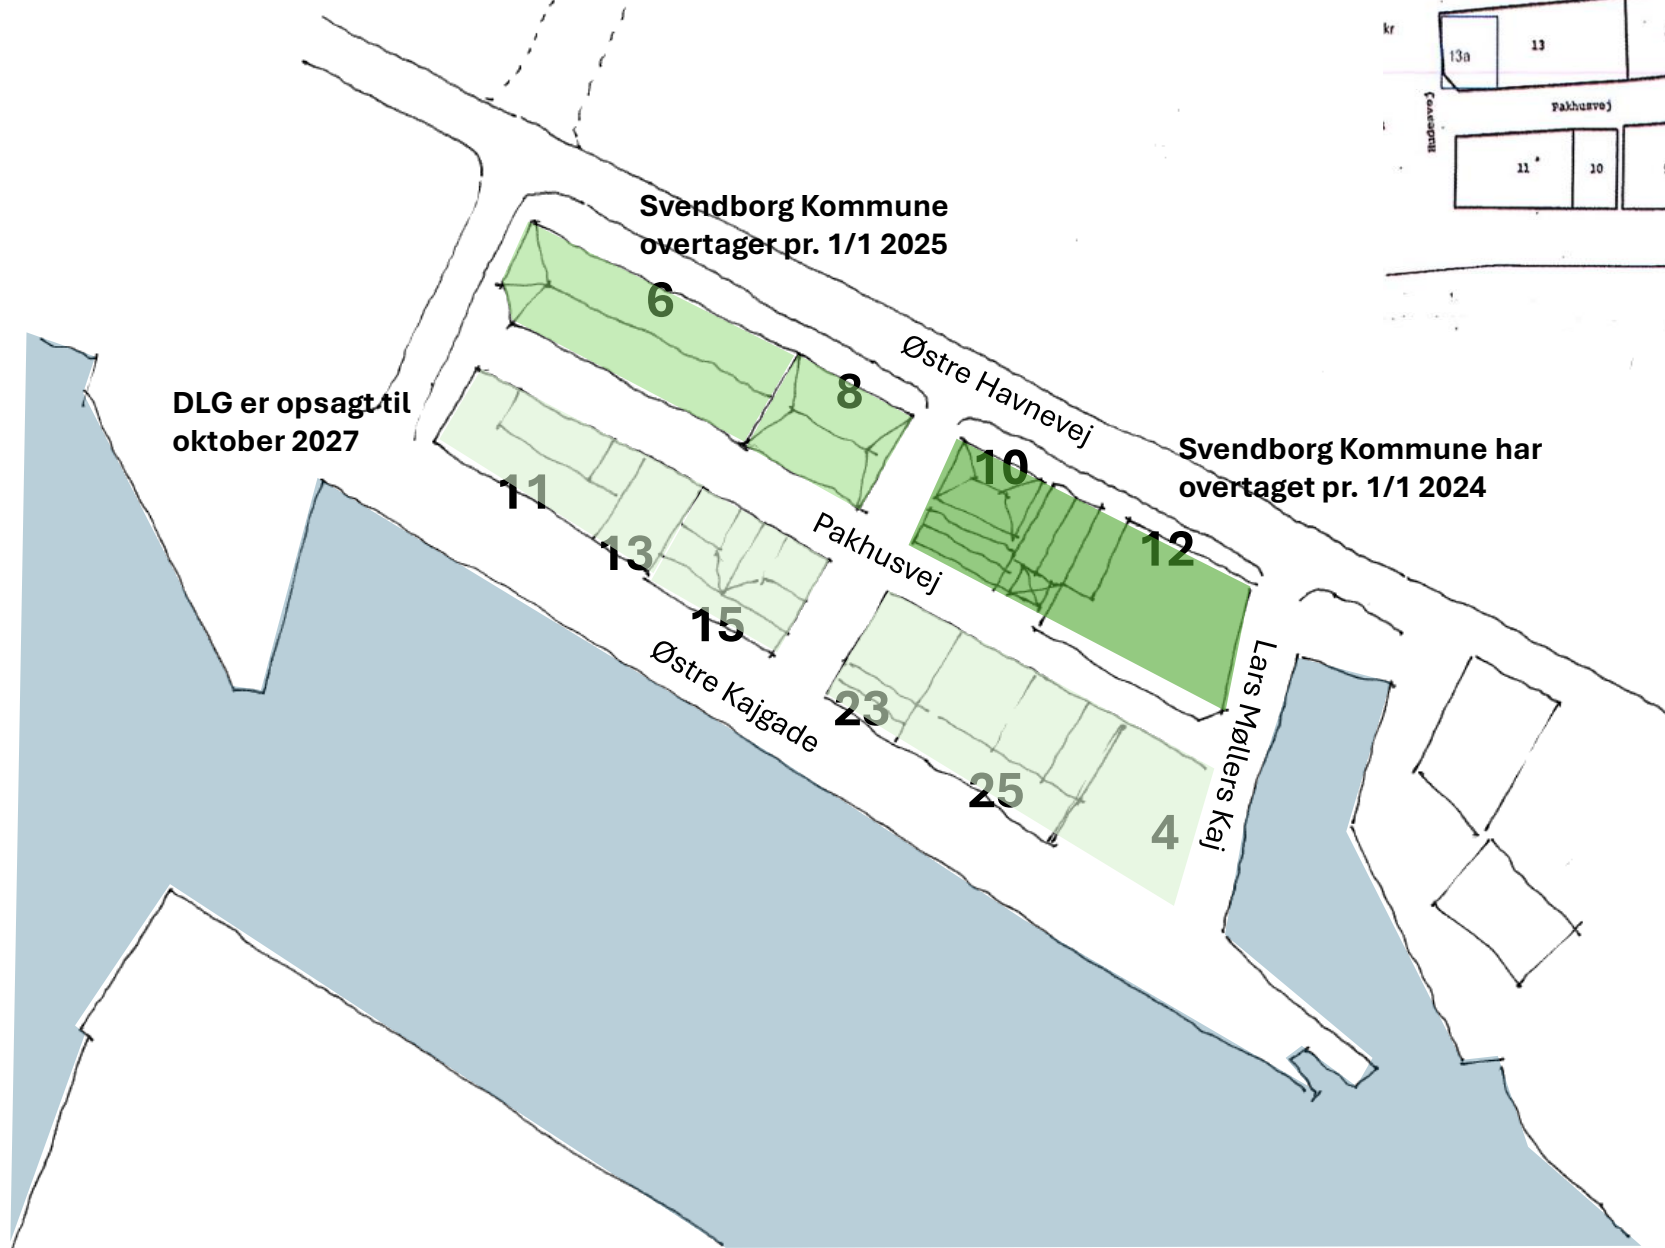 kr
13a
13
Pakhusvej
11
10
Svendborg Kommune
overtager pr. 1/1 2025
6
8
Østre Havnevej
DLG er opsagt til
oktober 2027
Svendborg Kommune har
overtaget pr. 1/1 2024
10
12
11
13
15
Pakhusvej
Østre Kajgade
23
25
4
Lars Møllers Kaj